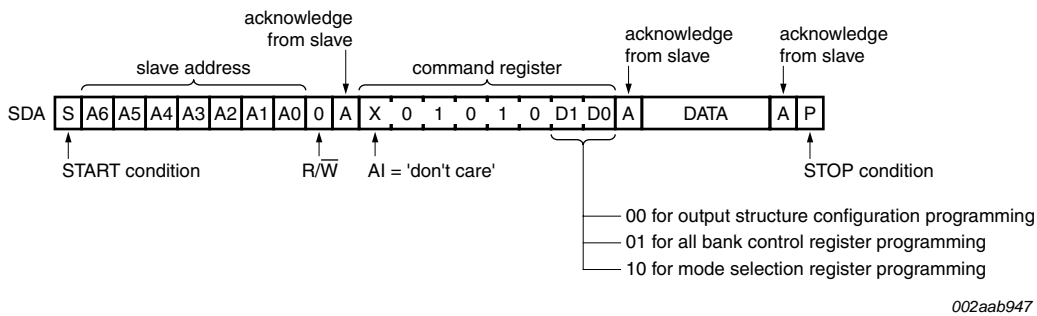 acknowledge
from slave
acknowledge
from slave
acknowledge
from slave
slave address
command register
SDA S A6 A5 A4 A3 A2 A1 A0 0 A X 0 1 0 1 0 D1 D0 A DATA A P
START condition
R/W̅
AI = 'don't care'
STOP condition
00 for output structure configuration programming
01 for all bank control register programming
10 for mode selection register programming
002aab947